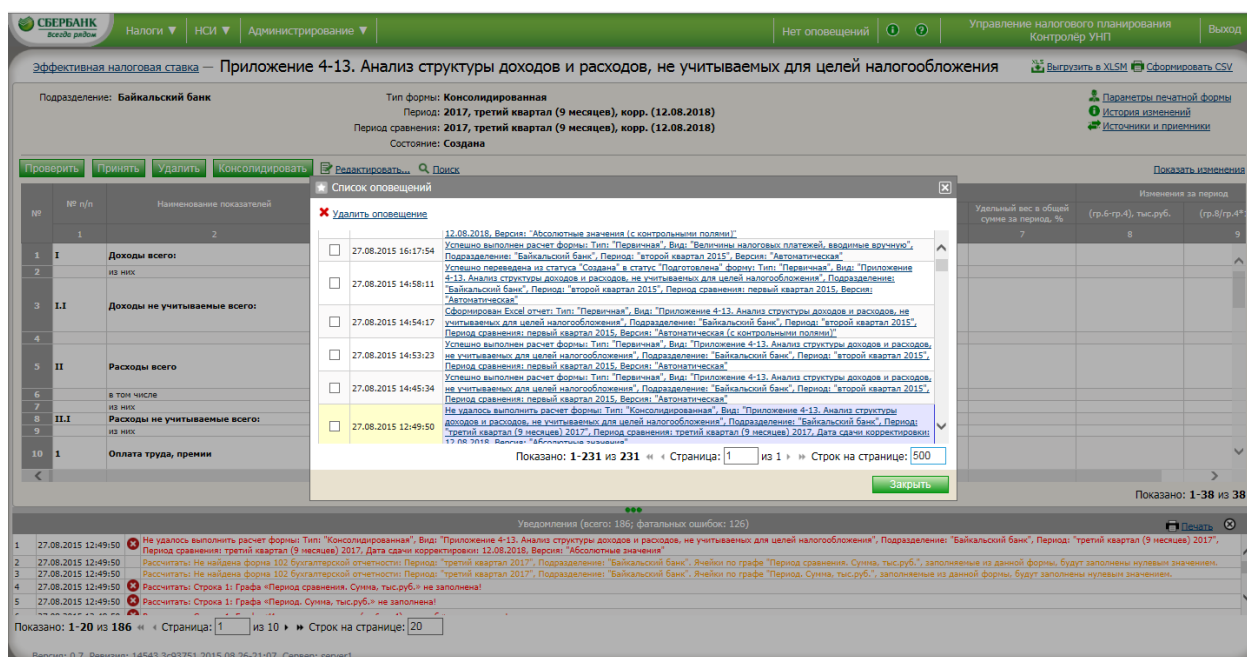 СБЕРБАНК
Всегда рядом
Налоги ▼
НСИ ▼
Администрирование ▼
Нет оповещений
Управление налогового планирования
Контролёр УНП
Выход
Эффективная налоговая ставка — Приложение 4-13. Анализ структуры доходов и расходов, не учитываемых для целей налогообложения
Выгрузить в XLSM Сформировать CSV
Подразделение: Байкальский банк
Тип формы: Консолидированная
Период: 2017, третий квартал (9 месяцев), корр. (12.08.2018)
Период сравнения: 2017, третий квартал (9 месяцев), корр. (12.08.2018)
Состояние: Создана
Параметры печатной формы
История изменений
Источники и приемники
Проверить Принять Удалить Консолидировать Редактировать... Поиск
Показать изменения
№ № п/п Наименование показателей
Удельный вес в общей сумме за период, %
Изменения за период
(гр.6-гр.4), тыс.руб.
1 2 7 8 9
1 I Доходы всего:
2 из них
3 I.I Доходы не учитываемые всего:
4
5 II Расходы всего
6 в том числе
7 из них
8 II.I Расходы не учитываемые всего:
9 из них
10 1 Оплата труда, премии
Список оповещений
Удалить оповещение
12.08.2018, Версия: "Абсолютные значения (с контрольными полями)"
27.08.2015 16:17:54 Успешно выполнен расчет формы: Тип: "Первичная", Вид: "Величины налоговых платежей, вводимые вручную",
Подразделение: "Байкальский банк", Период: "второй квартал 2015", Версия: "Автоматическая"
27.08.2015 14:58:11 Успешно переведена из статуса "Создана" в статус "Подготовлена" форму: Тип: "Первичная", Вид: "Приложение
4-13. Анализ структуры доходов и расходов, не учитываемых для целей налогообложения", Подразделение:
"Байкальский банк", Период: "второй квартал 2015", Период сравнения: первый квартал 2015, Версия:
"Автоматическая"
27.08.2015 14:54:17 Сформирован Excel отчет: Тип: "Первичная", Вид: "Приложение 4-13. Анализ структуры доходов и расходов, не
учитываемых для целей налогообложения", Подразделение: "Байкальский банк", Период: "второй квартал 2015",
Период сравнения: первый квартал 2015, Версия: "Автоматическая (с контрольными полями)"
27.08.2015 14:53:23 Успешно выполнен расчет формы: Тип: "Первичная", Вид: "Приложение 4-13. Анализ структуры доходов и расходов,
не учитываемых для целей налогообложения", Подразделение: "Байкальский банк", Период: "второй квартал 2015",
Период сравнения: первый квартал 2015, Версия: "Автоматическая"
27.08.2015 14:45:34 Успешно выполнен расчет формы: Тип: "Первичная", Вид: "Приложение 4-13. Анализ структуры доходов и расходов,
не учитываемых для целей налогообложения", Подразделение: "Байкальский банк", Период: "второй квартал 2015",
Период сравнения: первый квартал 2015, Версия: "Автоматическая"
27.08.2015 12:49:50 Не удалось выполнить расчет формы: Тип: "Консолидированная", Вид: "Приложение 4-13. Анализ структуры
доходов и расходов, не учитываемых для целей налогообложения", Подразделение: "Байкальский банк", Период:
"третий квартал (9 месяцев) 2017", Период сравнения: третий квартал (9 месяцев) 2017, Дата сдачи корректировки:
12.08.2018, Версия: "Абсолютные значения"
Показано: 1-231 из 231 Страница: 1 из 1 Строк на странице: 500
Закрыть
Показано: 1-38 из 38
Уведомления (всего: 186; фатальных ошибок: 126)
Печать
1 27.08.2015 12:49:50 Не удалось выполнить расчет формы: Тип: "Консолидированная", Вид: "Приложение 4-13. Анализ структуры доходов и расходов, не учитываемых для целей налогообложения", Подразделение: "Байкальский банк", Период: "третий квартал (9 месяцев) 2017",
Период сравнения: третий квартал (9 месяцев) 2017, Дата сдачи корректировки: 12.08.2018, Версия: "Абсолютные значения"
2 27.08.2015 12:49:50 Рассчитать: Не найдена форма 102 бухгалтерской отчетности: Период: "третий квартал 2017", Подразделение: "Байкальский банк". Ячейки по графе "Период сравнения. Сумма, тыс.руб.", заполняемые из данной формы, будут заполнены нулевым значением.
3 27.08.2015 12:49:50 Рассчитать: Не найдена форма 102 бухгалтерской отчетности: Период: "третий квартал 2017", Подразделение: "Байкальский банк". Ячейки по графе "Период. Сумма, тыс.руб.", заполняемые из данной формы, будут заполнены нулевым значением.
4 27.08.2015 12:49:50 Рассчитать: Строка 1: Графа «Период сравнения. Сумма, тыс.руб.» не заполнена!
5 27.08.2015 12:49:50 Рассчитать: Строка 1: Графа «Период. Сумма, тыс.руб.» не заполнена!
Показано: 1-20 из 186 Страница: 1 из 10 Строк на странице: 20
Версия: 0.7 Ревизия: 14543.3c93751 2015.08.26-21:07 Сервер: server1